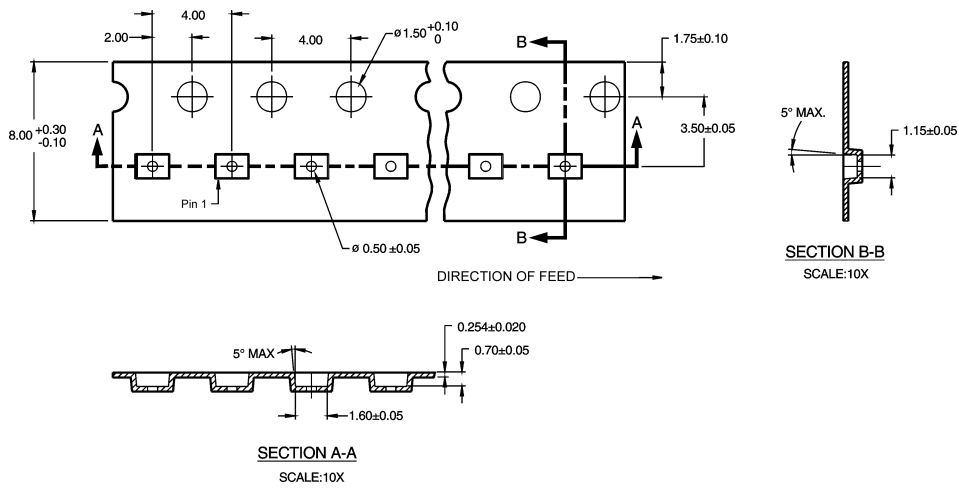 4.00
2.00
4.00
ø 1.50 +0.10
0
B
1.75±0.10
8.00 +0.30
-0.10
A
A
3.50±0.05
5° MAX.
1.15±0.05
Pin 1
ø 0.50 ±0.05
B
SECTION B-B
SCALE:10X
DIRECTION OF FEED
0.254±0.020
0.70±0.05
5° MAX
1.60±0.05
SECTION A-A
SCALE:10X